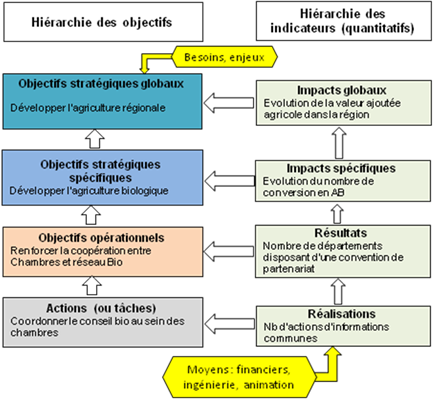 Hiérarchie des objectifs
Hiérarchie des
indicateurs (quantitatifs)
Besoins, enjeux
Objectifs stratégiques globaux
Développer l'agriculture régionale
Impacts globaux
Evolution de la valeur ajoutée
agricole dans la région
Objectifs stratégiques
spécifiques
Développer l'agriculture biologique
Impacts spécifiques
Evolution du nombre de
conversion en AB
Objectifs opérationnels
Renforcer la coopération entre
Chambres et réseau Bio
Résultats
Nombre de départements
disposant d'une convention de
partenariat
Actions (ou tâches)
Coordonner le conseil bio au sein des
chambres
Réalisations
Nb d'actions d'informations
communes
Moyens : financiers,
ingénierie, animation